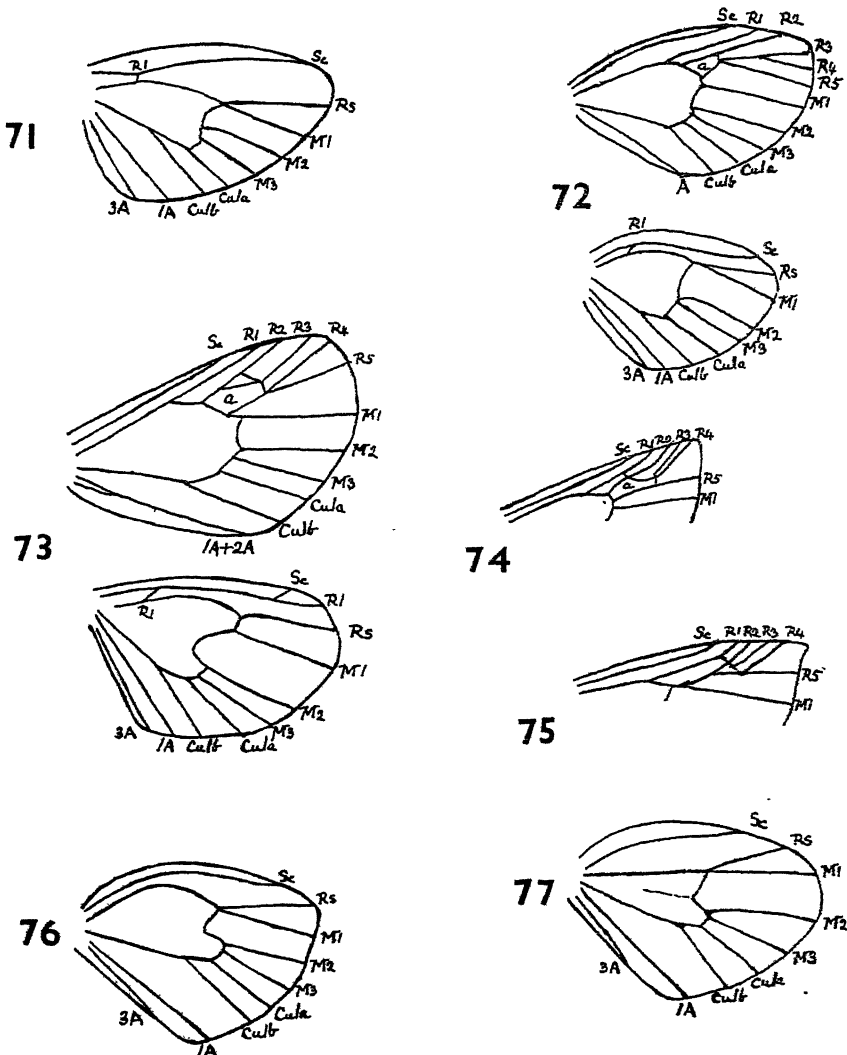 71
R1
Sc
Rs
M1
M2
M3
Cu1a
Cu1b
1A
3A
72
Sc R1 R2
R3
R4
R5
M1
M2
M3
Cu1a
Cu1b
A
a
R1
Sc
Rs
M1
M2
M3
Cu1a
Cu1b
1A
3A
73
Sc R1 R2 R3 R4
R5
a
M1
M2
M3
Cu1a
Cu1b
1A+2A
Sc
R1
R1
Rs
M1
M2
M3
Cu1a
Cu1b
1A
3A
74
Sc R1 R2 R3 R4
a
R5
M1
75
Sc R1 R2 R3 R4
R5
M1
76
Sc
Rs
M1
M2
M3
Cu1a
Cu1b
1A
3A
77
Sc
Rs
M1
M2
M3
Cu1a
Cu1b
1A
3A